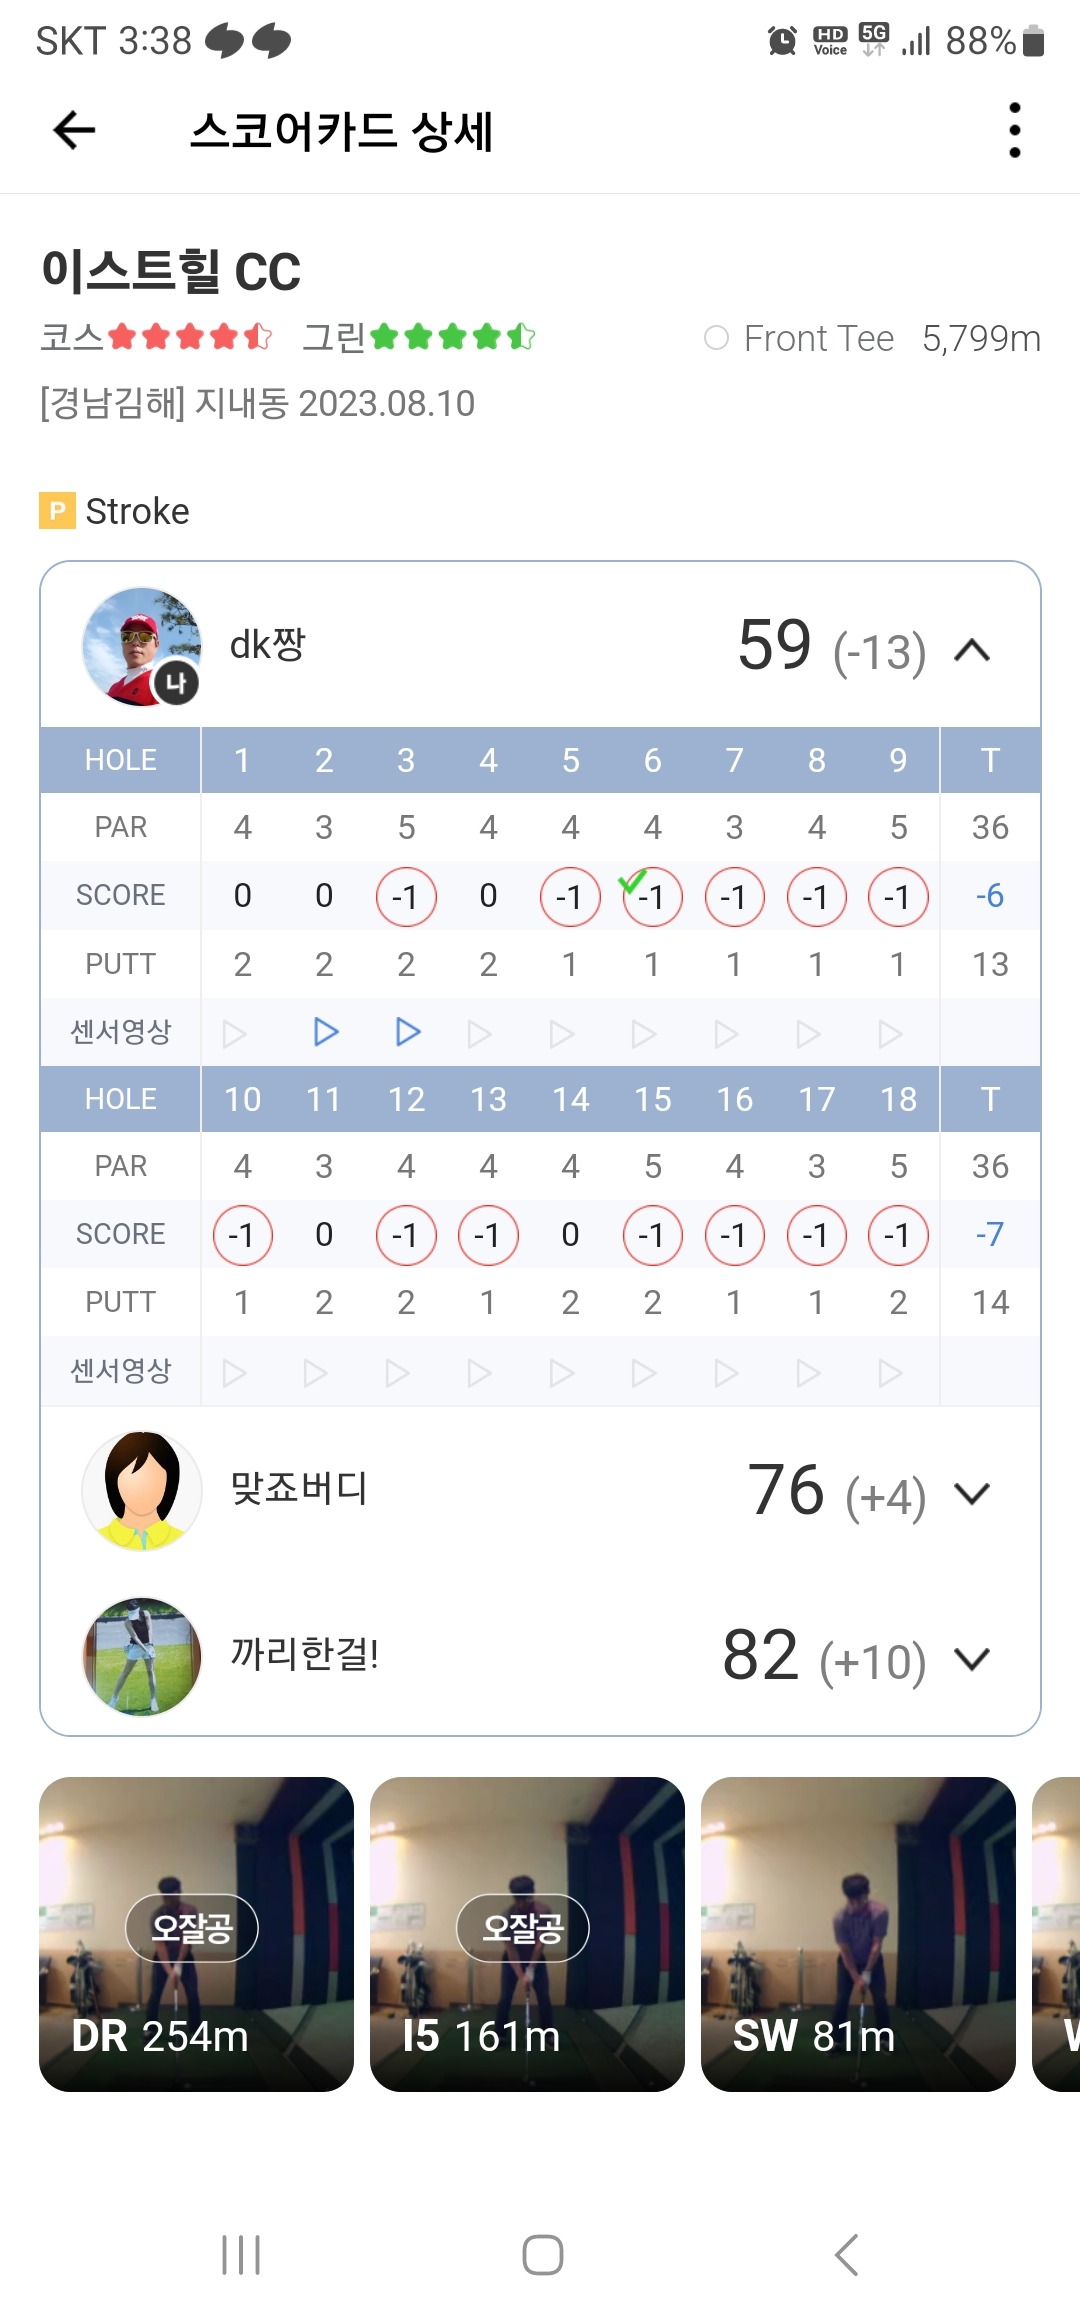 SKT 3:38 HD Voice 5G 88%
스코어카드 상세
이스트힐 CC
코스 그린 Front Tee 5,799m
[경남김해] 지내동 2023.08.10
P Stroke
dk짱 59 (-13)
나
HOLE 1 2 3 4 5 6 7 8 9 T
PAR 4 3 5 4 4 4 3 4 5 36
SCORE 0 0 -1 0 -1 -1 -1 -1 -1 -6
PUTT 2 2 2 2 1 1 1 1 1 13
센서영상
HOLE 10 11 12 13 14 15 16 17 18 T
PAR 4 3 4 4 4 5 4 3 5 36
SCORE -1 0 -1 -1 0 -1 -1 -1 -1 -7
PUTT 1 2 2 1 2 2 1 1 2 14
센서영상
맞죠버디 76 (+4)
까리한걸! 82 (+10)
오잘공 오잘공
DR 254m I5 161m SW 81m